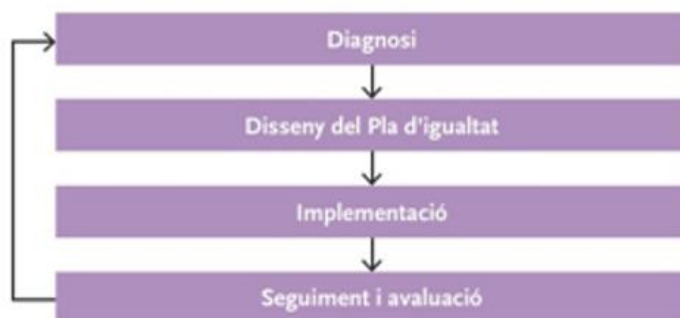 Diagnosi
Disseny del Pla d'igualtat
Implementació
Seguiment i avaluació